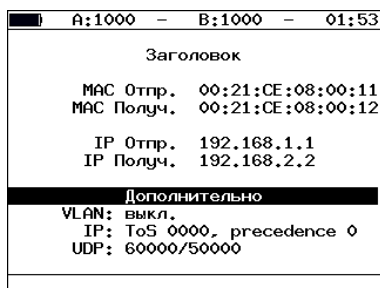 A:1000 – B:1000 – 01:53
Заголовок
MAC Отпр. 00:21:CE:08:00:11
MAC Получ. 00:21:CE:08:00:12
IP Отпр. 192.168.1.1
IP Получ. 192.168.2.2
Дополнительно
VLAN: выкл.
IP: ToS 0000, precedence 0
UDP: 60000/50000